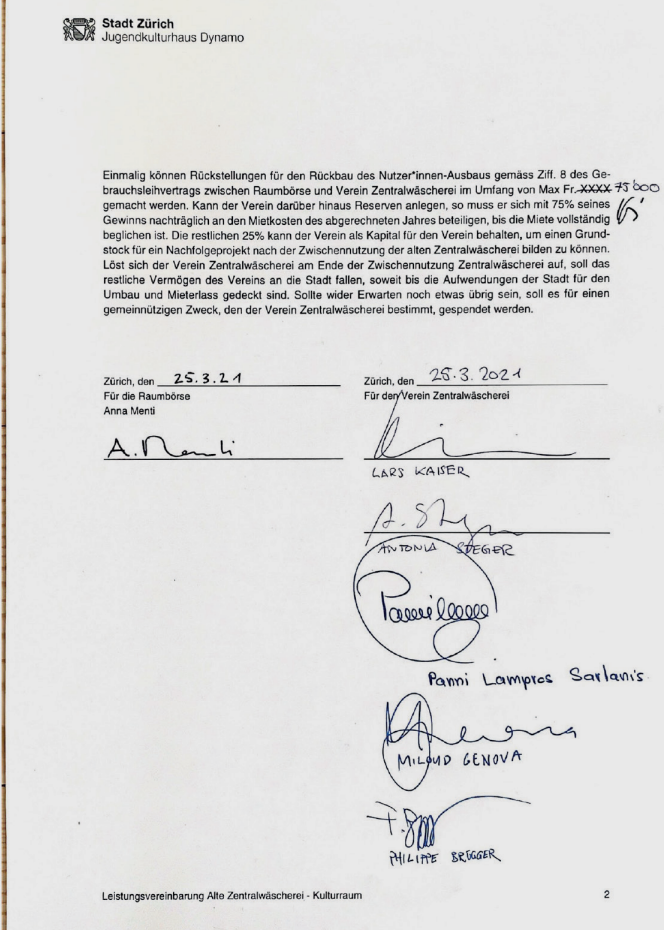 Stadt Zürich
Jugendkulturhaus Dynamo
Einmalig können Rückstellungen für den Rückbau des Nutzer*innen-Ausbaus gemäss Ziff. 8 des Ge-
brauchsleihvertrags zwischen Raumbörse und Verein Zentralwäscherei im Umfang von Max Fr. XXXX 75'000
gemacht werden. Kann der Verein darüber hinaus Reserven anlegen, so muss er sich mit 75% seines
Gewinns nachträglich an den Mietkosten des abgerechneten Jahres beteiligen, bis die Miete vollständig
beglichen ist. Die restlichen 25% kann der Verein als Kapital für den Verein behalten, um einen Grund-
stock für ein Nachfolgeprojekt nach der Zwischennutzung der alten Zentralwäscherei bilden zu können.
Löst sich der Verein Zentralwäscherei am Ende der Zwischennutzung Zentralwäscherei auf, soll das
restliche Vermögen des Vereins an die Stadt fallen, soweit bis die Aufwendungen der Stadt für den
Umbau und Mieterlass gedeckt sind. Sollte wider Erwarten noch etwas übrig sein, soll es für einen
gemeinnützigen Zweck, den der Verein Zentralwäscherei bestimmt, gespendet werden.
Zürich, den 25.3.21
Für die Raumbörse
Anna Menti
A. Menti
Zürich, den 25.3.2021
Für den Verein Zentralwäscherei
LARS KAISER
ANTONIA STEGER
Panni Lampros Sarlanis
MILOUD GENOVA
PHILIPPE BRÜGGER
Leistungsvereinbarung Alte Zentralwäscherei - Kulturraum 2